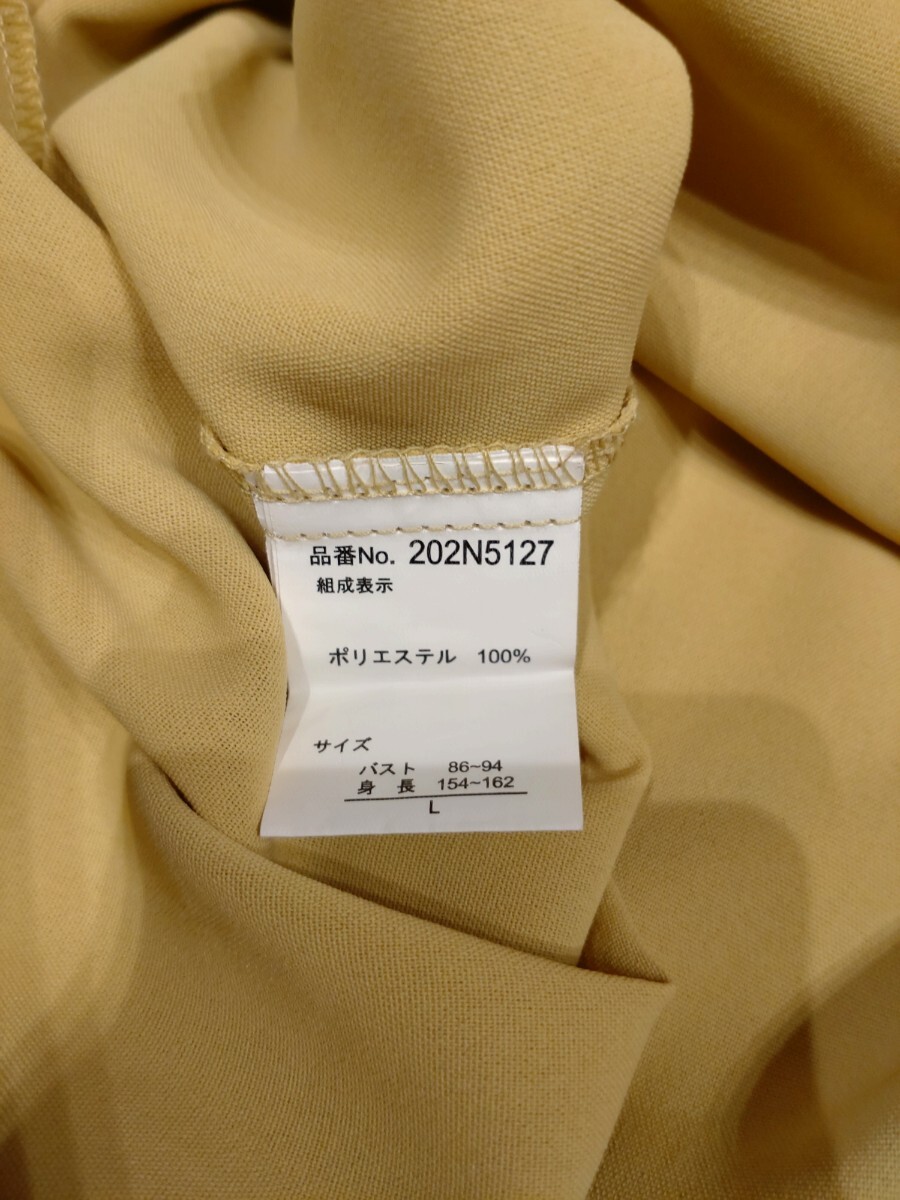 品番No. 202N5127
組成表示
ポリエステル 100%
サイズ
バスト 86~94
身 長 154~162
L